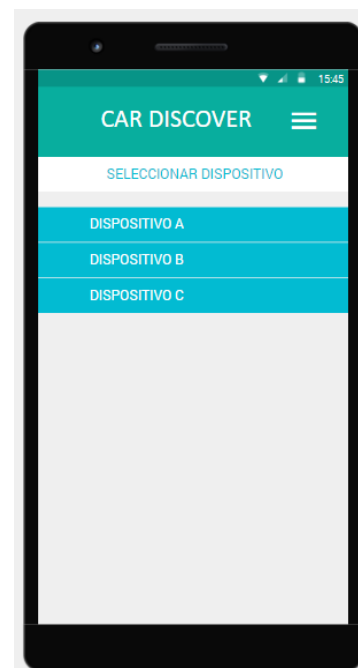 15:45
CAR DISCOVER
SELECCIONAR DISPOSITIVO
DISPOSITIVO A
DISPOSITIVO B
DISPOSITIVO C